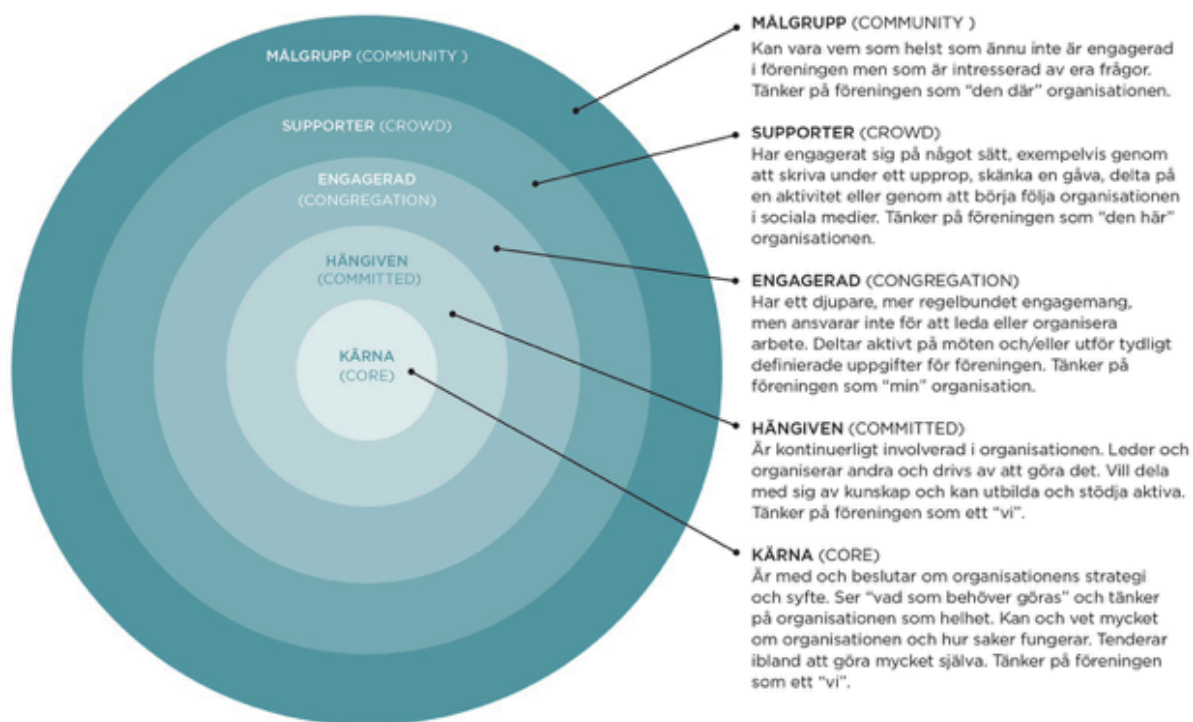 MÅLGRUPP (COMMUNITY )
SUPPORTER (CROWD)
ENGAGERAD
(CONGREGATION)
HÄNGIVEN
(COMMITTED)
KÄRNA
(CORE)
MÅLGRUPP (COMMUNITY )
Kan vara vem som helst som ännu inte är engagerad
i föreningen men som är intresserad av era frågor.
Tänker på föreningen som “den där” organisationen.
SUPPORTER (CROWD)
Har engagerat sig på något sätt, exempelvis genom
att skriva under ett upprop, skänka en gåva, delta på
en aktivitet eller genom att börja följa organisationen
i sociala medier. Tänker på föreningen som “den här”
organisationen.
ENGAGERAD (CONGREGATION)
Har ett djupare, mer regelbundet engagemang,
men ansvarar inte för att leda eller organisera
arbete. Deltar aktivt på möten och/eller utför tydligt
definierade uppgifter för föreningen. Tänker på
föreningen som “min” organisation.
HÄNGIVEN (COMMITTED)
Är kontinuerligt involverad i organisationen. Leder och
organiserar andra och drivs av att göra det. Vill dela
med sig av kunskap och kan utbilda och stödja aktiva.
Tänker på föreningen som ett “vi”.
KÄRNA (CORE)
Är med och beslutar om organisationens strategi
och syfte. Ser “vad som behöver göras” och tänker
på organisationen som helhet. Kan och vet mycket
om organisationen och hur saker fungerar. Tenderar
ibland att göra mycket själva. Tänker på föreningen
som ett “vi”.